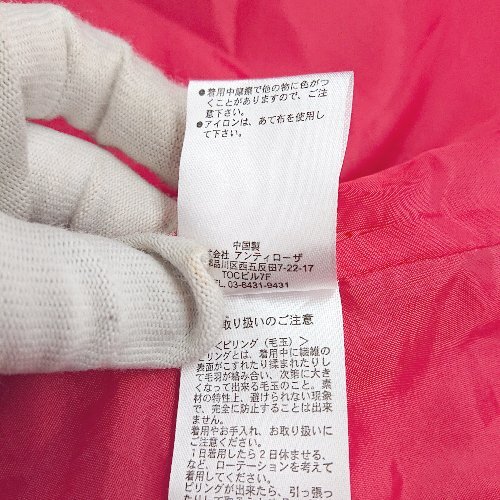 ●着用中摩擦で他の物に色がつ
くことがありますので、ご注
意下さい。
●アイロンは、あて布を使用し
て下さい。
中国製
式会社 アンティローザ
品川区西五反田7-22-17
TOCビル7F
EL 03-6431-9431
取り扱いのご注意
<ピリング(毛玉)>
ピリングとは、着用中に繊維の
表面がこすれたり揉まれたりし
て毛羽が絡み合い、次第に大き
くなって出来る毛玉のこと。素
材の特性上、避けられない現象
で、完全に防止することは出来
ません。
着用やお手入れ、お取り扱いに
ご注意ください。
1日着用したら2日休ませる、
など、ローテーションを考えて
着用してください。
ピリングが出来たら、引っ張っ